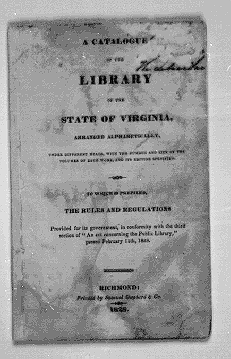 A CATALOGUE
OF THE
LIBRARY
OF THE
STATE OF VIRGINIA,
ARRANGED ALPHABETICALLY,
UNDER DIFFERENT HEADS, WITH THE NUMBER AND SIZE OF THE
VOLUMES OF EACH WORK, AND ITS EDITION SPECIFIED.
TO WHICH IS PREFIXED,
THE RULES AND REGULATIONS
Provided for its government, in conformity with the third
section of "An act concerning the Public Library,"
passed February
RICHMOND:
Printed by Samuel Shepherd & Co.